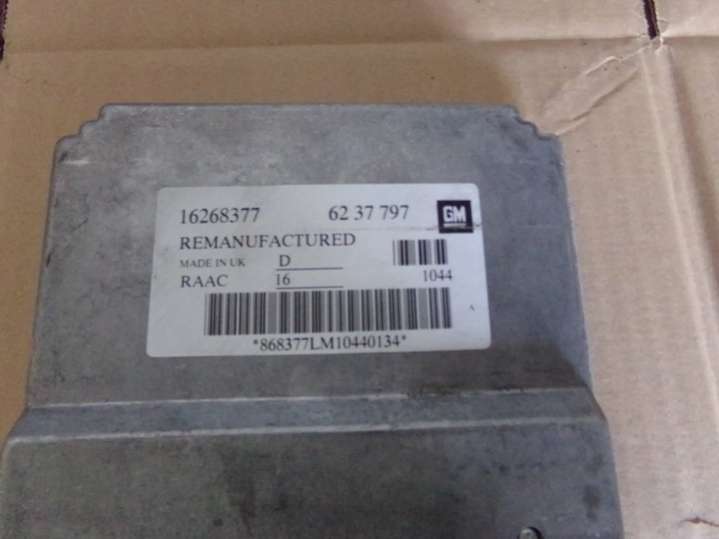 16268377 62 37 797 GM
REMANUFACTURED
MADE IN UK D
RAAC 16 1044
*868377LM10440134*